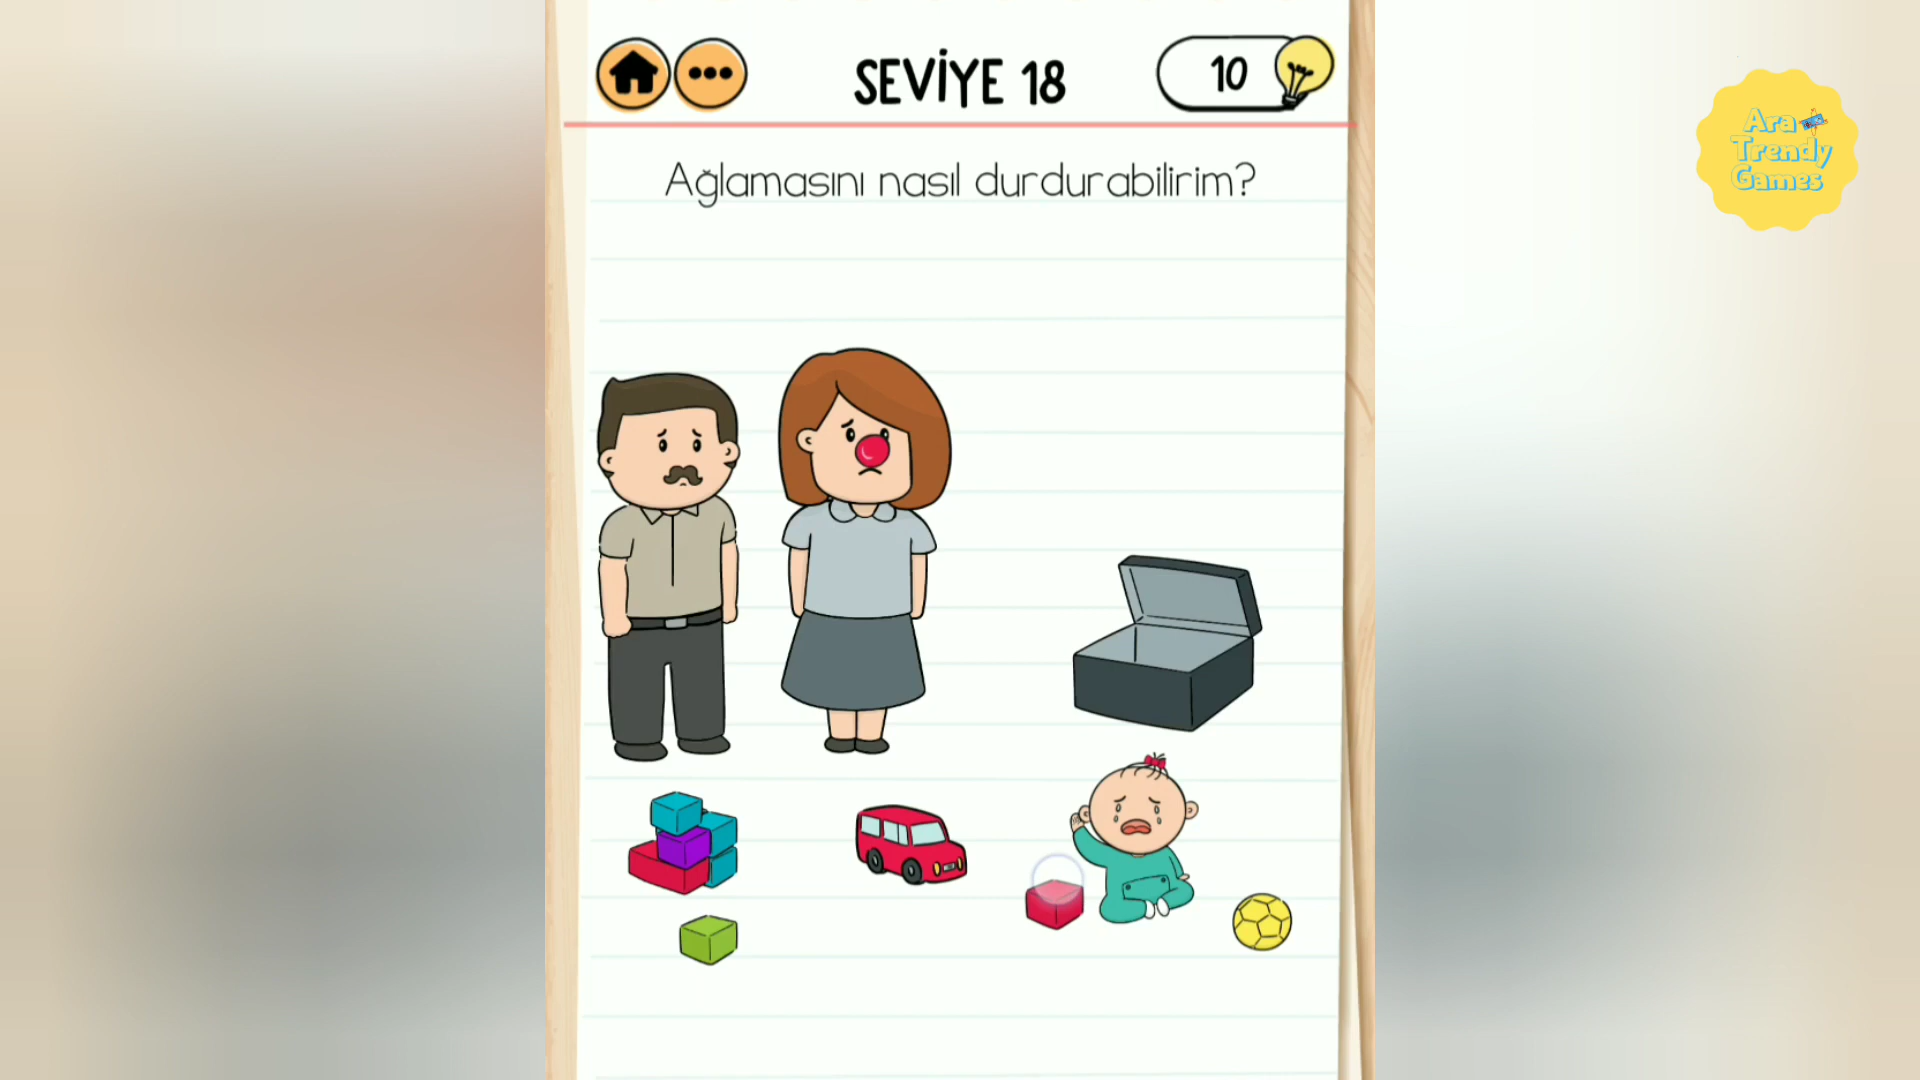 SEVİYE 18
10
Ağlamasını nasıl durdurabilirim?
Ara
Trendy
Games